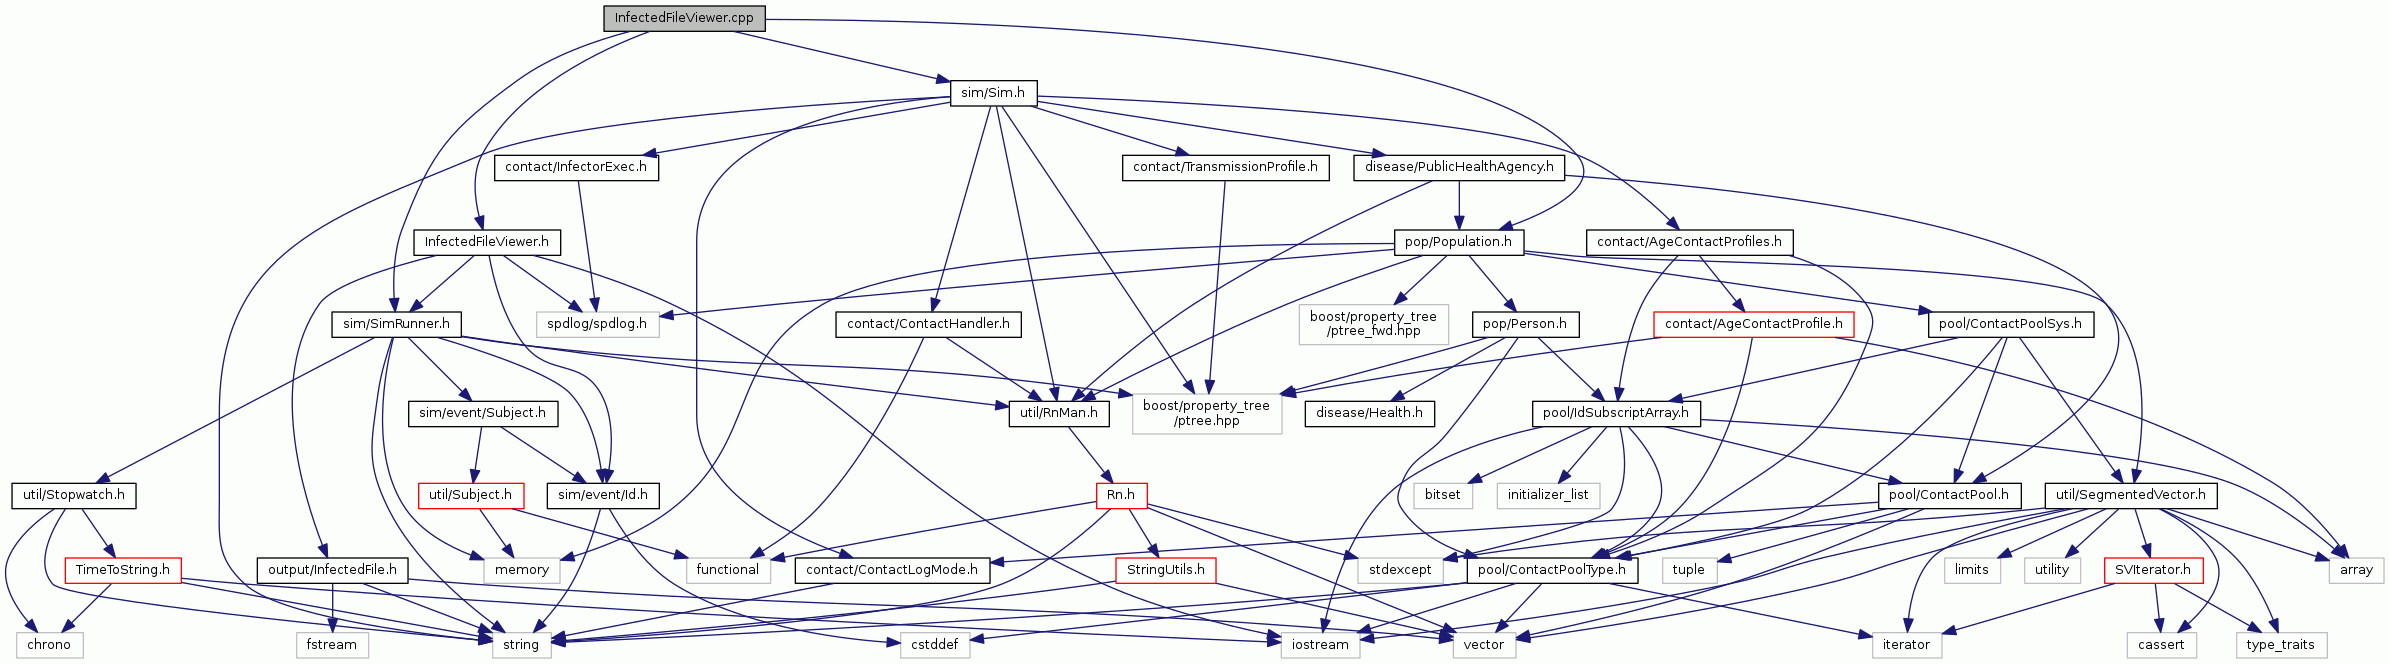 InfectedFileViewer.cpp
sim/Sim.h
contact/InfectorExec.h
contact/TransmissionProfile.h
disease/PublicHealthAgency.h
InfectedFileViewer.h
pop/Population.h
contact/AgeContactProfiles.h
sim/SimRunner.h
spdlog/spdlog.h
contact/ContactHandler.h
boost/property_tree
/ptree_fwd.hpp
pop/Person.h
contact/AgeContactProfile.h
pool/ContactPoolSys.h
sim/event/Subject.h
util/RnMan.h
boost/property_tree
/ptree.hpp
disease/Health.h
pool/IdSubscriptArray.h
util/Stopwatch.h
util/Subject.h
sim/event/Id.h
Rn.h
bitset
initializer_list
pool/ContactPool.h
util/SegmentedVector.h
TimeToString.h
output/InfectedFile.h
memory
functional
contact/ContactLogMode.h
StringUtils.h
stdexcept
pool/ContactPoolType.h
tuple
limits
utility
SVIterator.h
array
chrono
fstream
string
cstddef
iostream
vector
iterator
cassert
type_traits